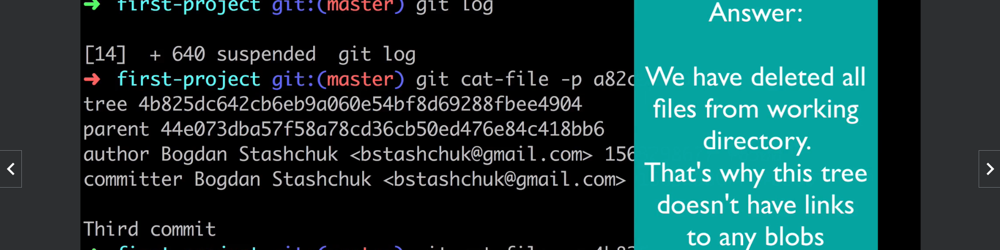 ➜ first-project git:(master) git log
[14] + 640 suspended git log
➜ first-project git:(master) git cat-file -p a82c
tree 4b825dc642cb6eb9a060e54bf8d69288fbee4904
parent 44e073dba57f58a78cd36cb50ed476e84c418bb6
author Bogdan Stashchuk <bstashchuk@gmail.com> 156
committer Bogdan Stashchuk <bstashchuk@gmail.com>
Third commit
Answer:
We have deleted all
files from working
directory.
That's why this tree
doesn't have links
to any blobs